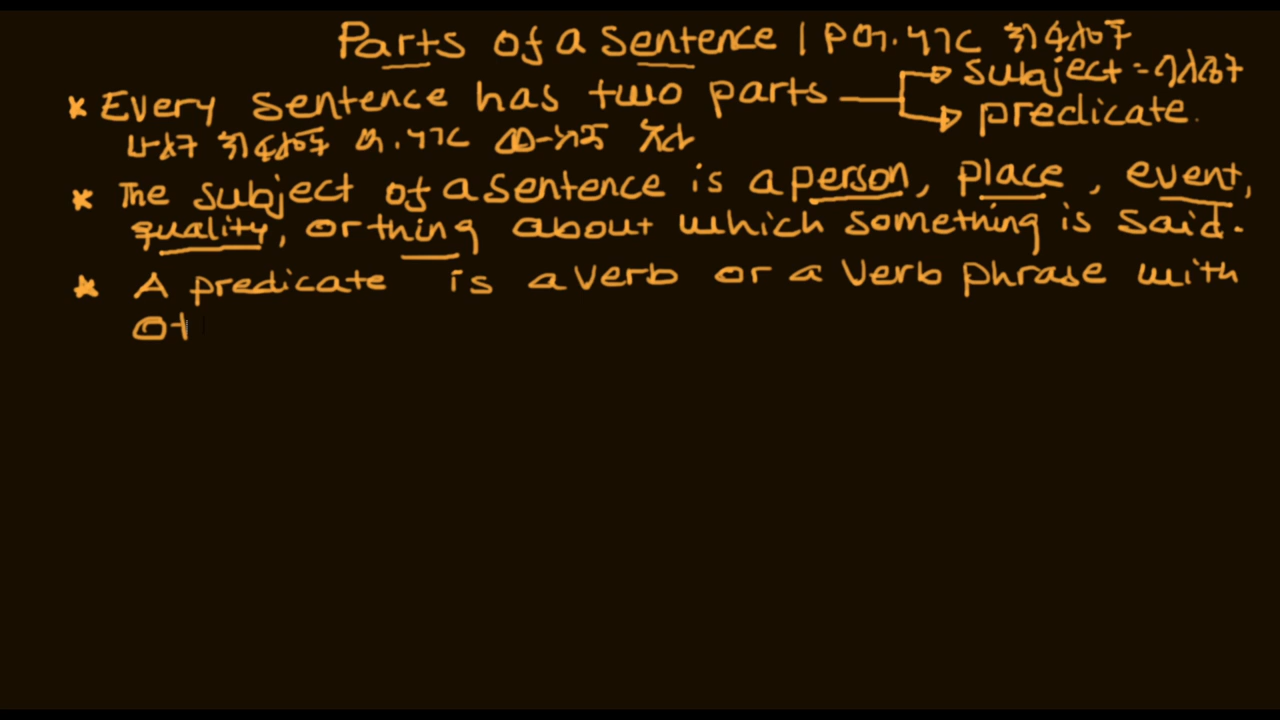 Parts of a sentence |
subject =
* Every sentence has two parts
predicate.
* The subject of a sentence is a person, place, event,
quality, or thing about which something is said.
* A predicate is a verb or a verb phrase with
ot